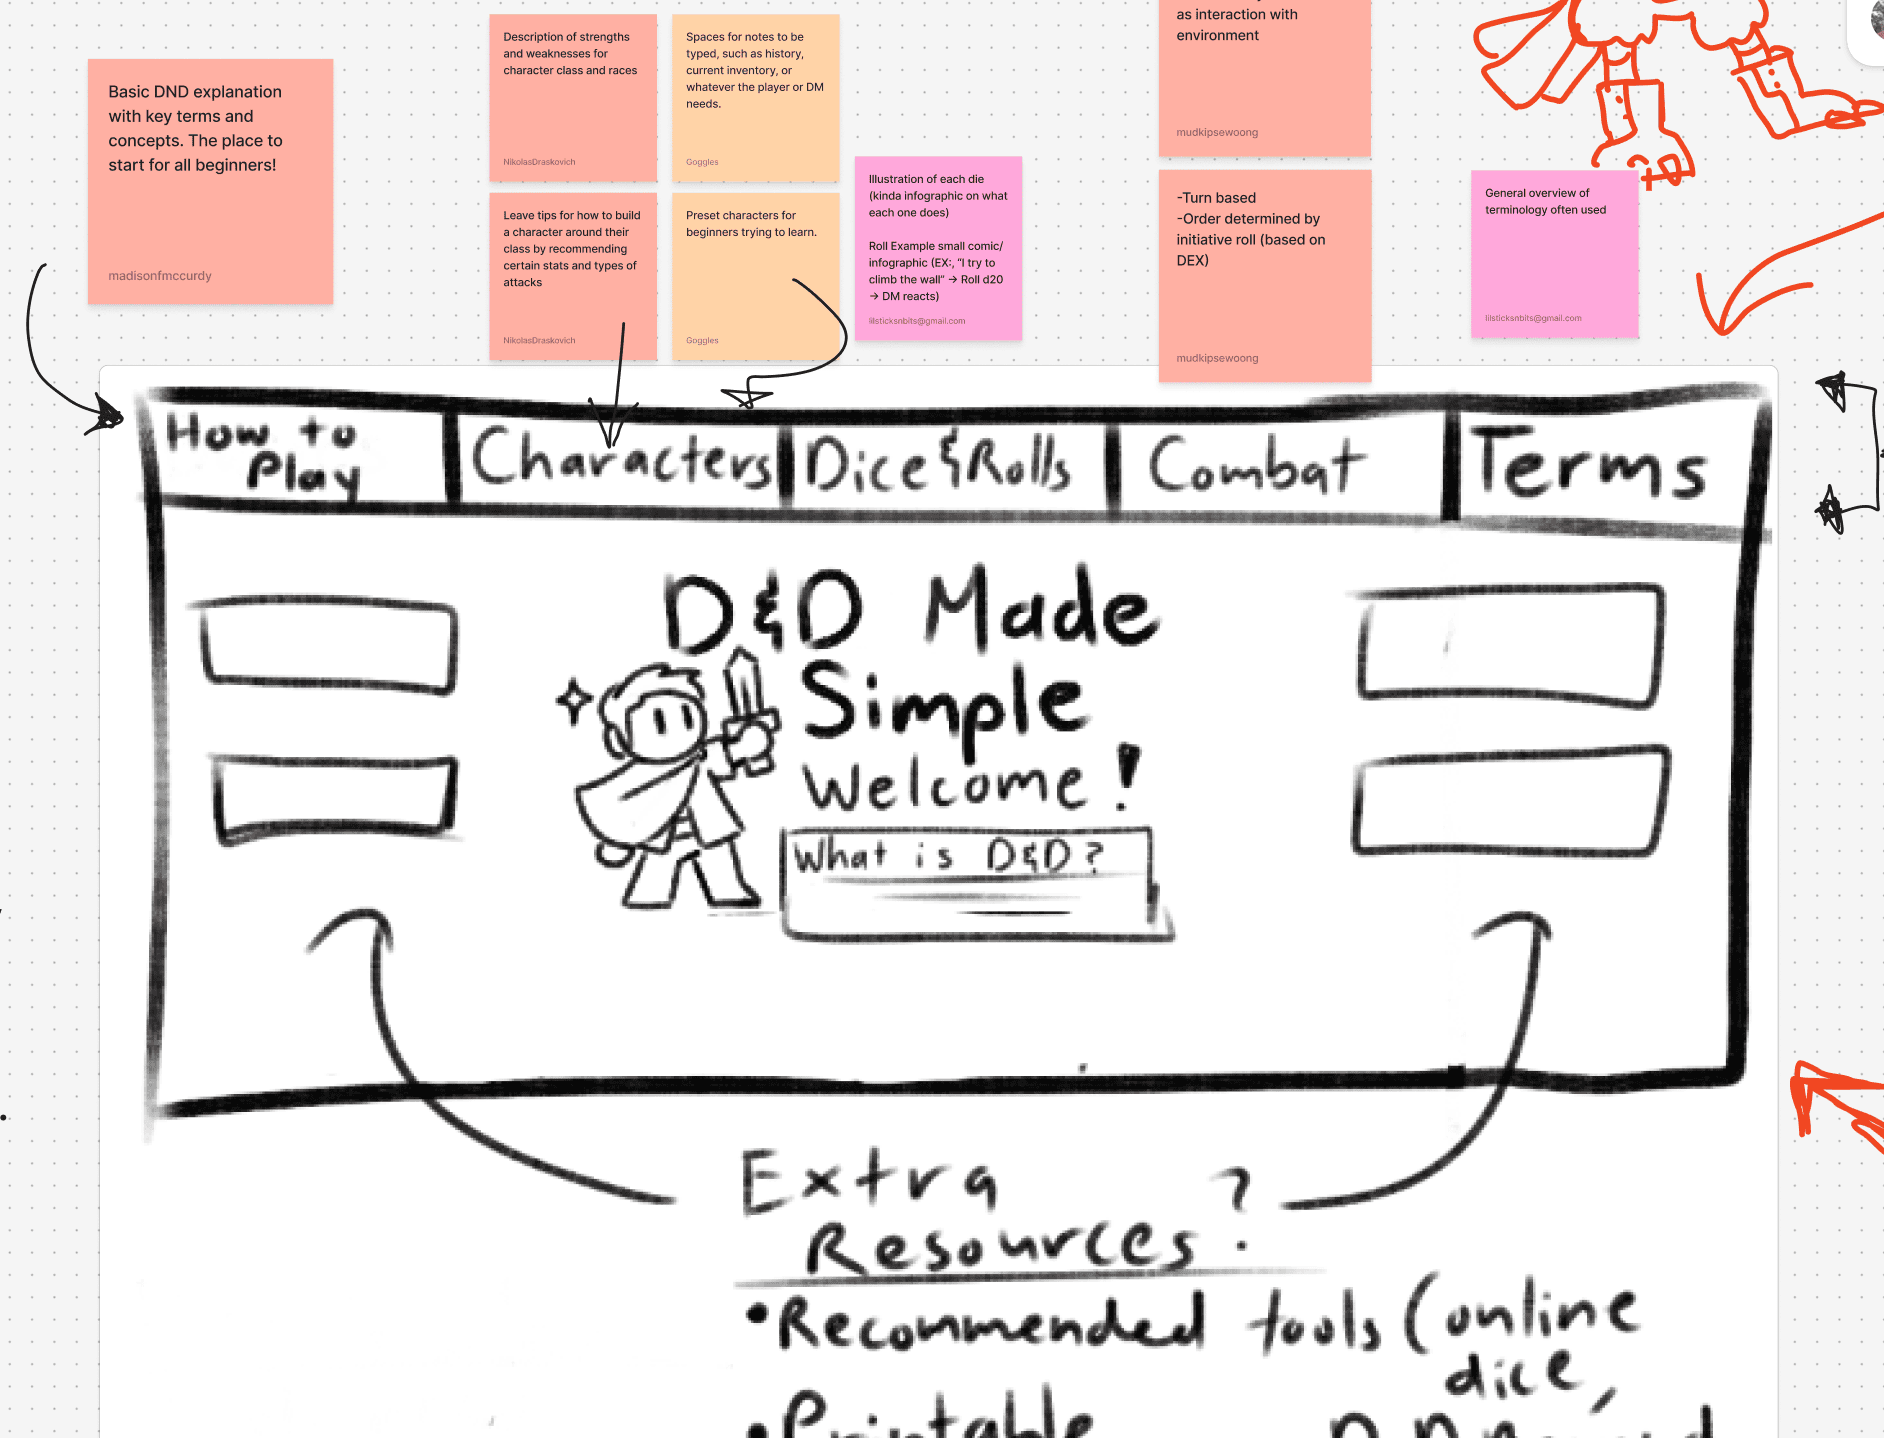 Basic DND explanation
with key terms and
concepts. The place to
start for all beginners!
madisonfmccurdy
Description of strengths
and weaknesses for
character class and races
NikolasDraskovich
Spaces for notes to be
typed, such as history,
current inventory, or
whatever the player or DM
needs.
Goggles
Leave tips for how to build
a character around their
class by recommending
certain stats and types of
attacks
NikolasDraskovich
Preset characters for
beginners trying to learn.
Goggles
Illustration of each die
(kinda infographic on what
each one does)
Roll Example small comic/
infographic (EX:, “I try to
climb the wall” → Roll d20
→ DM reacts)
lilsticksnbits@gmail.com
as interaction with
environment
mudkipsewoong
-Turn based
-Order determined by
initiative roll (based on
DEX)
mudkipsewoong
General overview of
terminology often used
lilsticksnbits@gmail.com
How to
Play
Characters
Dice & Rolls
Combat
Terms
D&D Made
Simple
Welcome!
What is D&D?
Extra
Resources?
•Recommended tools (online
dice,
•Printable